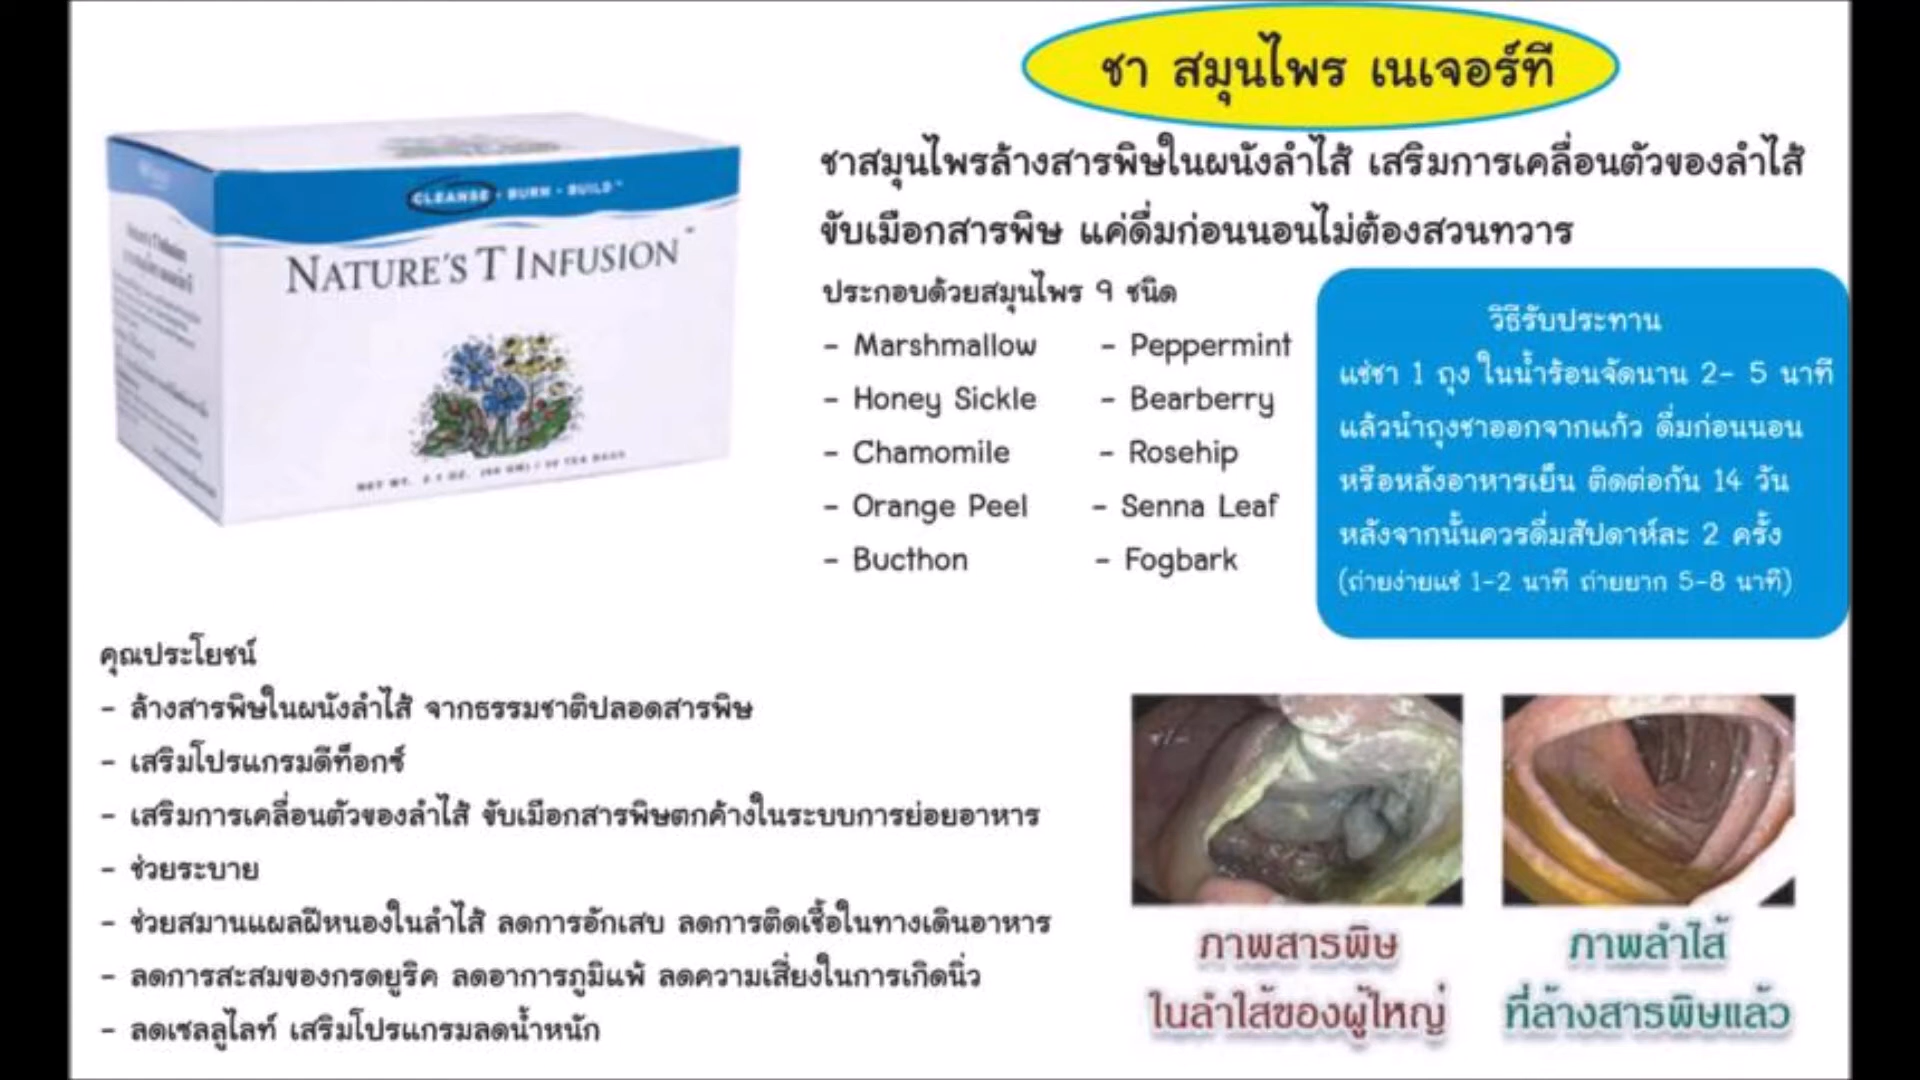 ชา สมุนไพร เนเจอร์ที
ชาสมุนไพรล้างสารพิษในผนังลำไส้ เสริมการเคลื่อนตัวของลำไส้
ขับเมือกสารพิษ แค่ดื่มก่อนนอนไม่ต้องสวนทวาร
CLEANSE • BURN • BUILD™
NATURE'S T INFUSION™
ประกอบด้วยสมุนไพร 9 ชนิด
- Marshmallow - Peppermint
- Honey Sickle - Bearberry
- Chamomile - Rosehip
- Orange Peel - Senna Leaf
- Bucthon - Fogbark
วิธีรับประทาน
แช่ชา 1 ถุง ในน้ำร้อนจัดนาน 2- 5 นาที
แล้วนำถุงชาออกจากแก้ว ดื่มก่อนนอน
หรือหลังอาหารเย็น ติดต่อกัน 14 วัน
หลังจากนั้นควรดื่มสัปดาห์ละ 2 ครั้ง
(ถ่ายง่ายแช่ 1-2 นาที ถ่ายยาก 5-8 นาที)
คุณประโยชน์
- ล้างสารพิษในผนังลำไส้ จากธรรมชาติปลอดสารพิษ
- เสริมโปรแกรมดีท็อกซ์
- เสริมการเคลื่อนตัวของลำไส้ ขับเมือกสารพิษตกค้างในระบบการย่อยอาหาร
- ช่วยระบาย
- ช่วยสมานแผลฝีหนองในลำไส้ ลดการอักเสบ ลดการติดเชื้อในทางเดินอาหาร
- ลดการสะสมของกรดยูริค ลดอาการภูมิแพ้ ลดความเสี่ยงในการเกิดนิ่ว
- ลดเซลลูไลท์ เสริมโปรแกรมลดน้ำหนัก
ภาพสารพิษ
ในลำไส้ของผู้ใหญ่
ภาพลำไส้
ที่ล้างสารพิษแล้ว